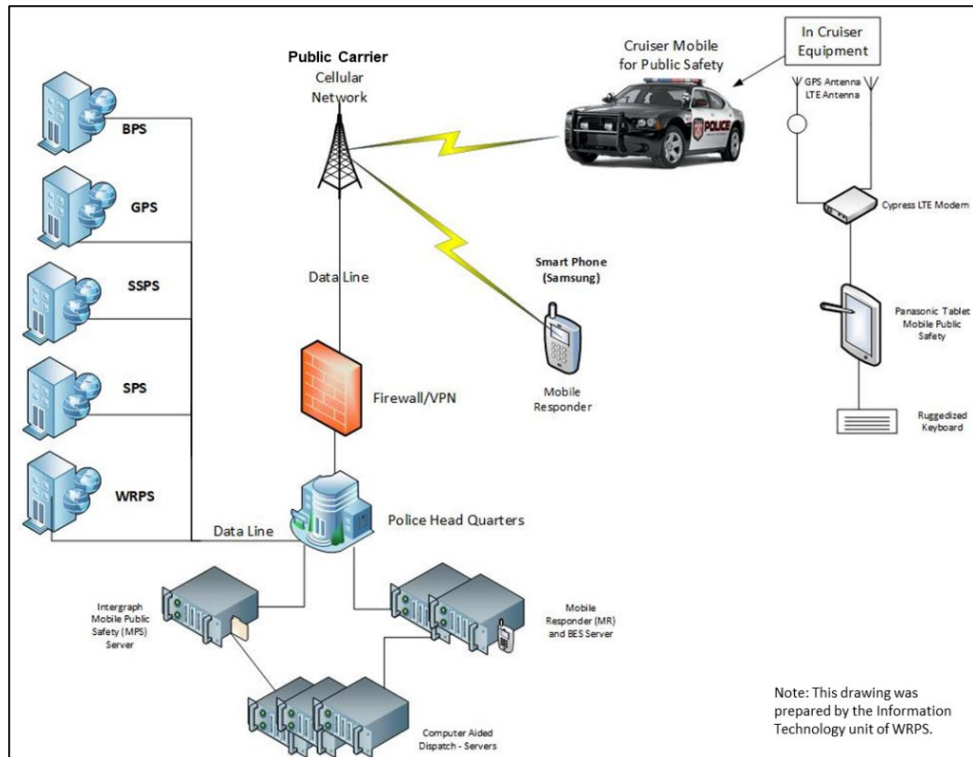 Public Carrier
Cellular
Network
Cruiser Mobile
for Public Safety
In Cruiser
Equipment
GPS Antenna
LTE Antenna
POLICE
BPS
GPS
SSPS
SPS
WRPS
Cypress LTE Modem
Data Line
Smart Phone
(Samsung)
Mobile
Responder
Panasonic Tablet
Mobile Public
Safety
Ruggedized
Keyboard
Firewall/VPN
Police Head Quarters
Data Line
Intergraph
Mobile Public
Safety (MPS)
Server
Mobile
Responder (MR)
and BES Server
Computer Aided
Dispatch - Servers
Note: This drawing was
prepared by the Information
Technology unit of WRPS.